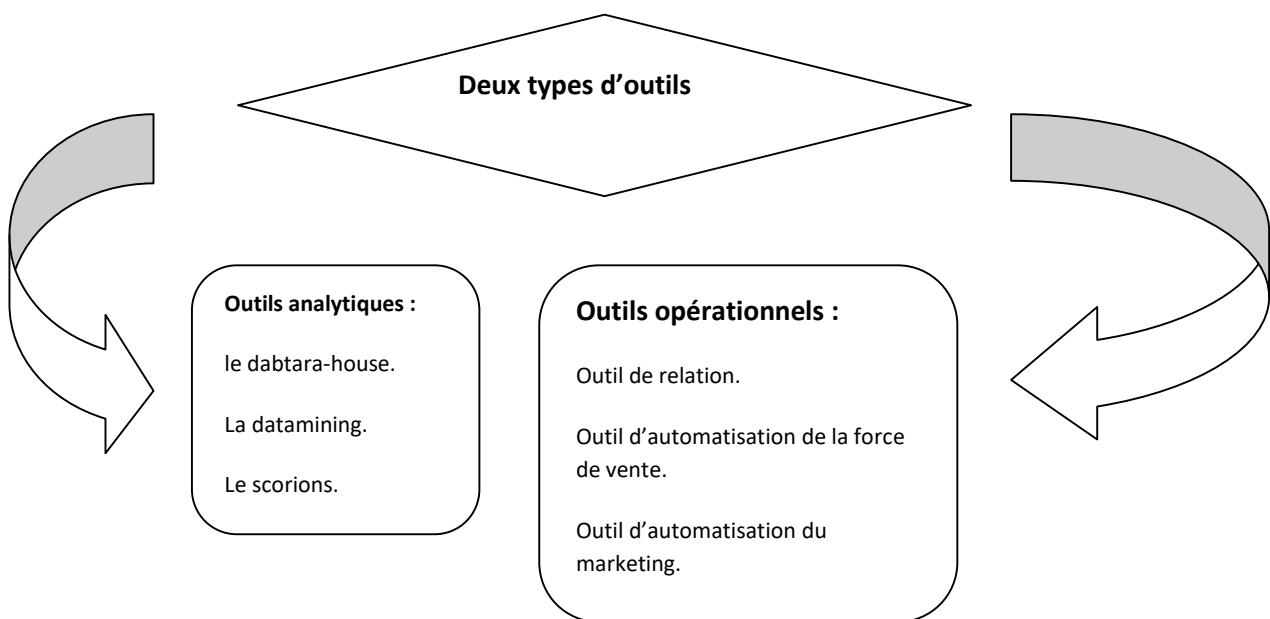 Deux types d’outils
Outils analytiques :
le dabtara-house.
La datamining.
Le scorions.
Outils opérationnels :
Outil de relation.
Outil d’automatisation de la force
de vente.
Outil d’automatisation du
marketing.